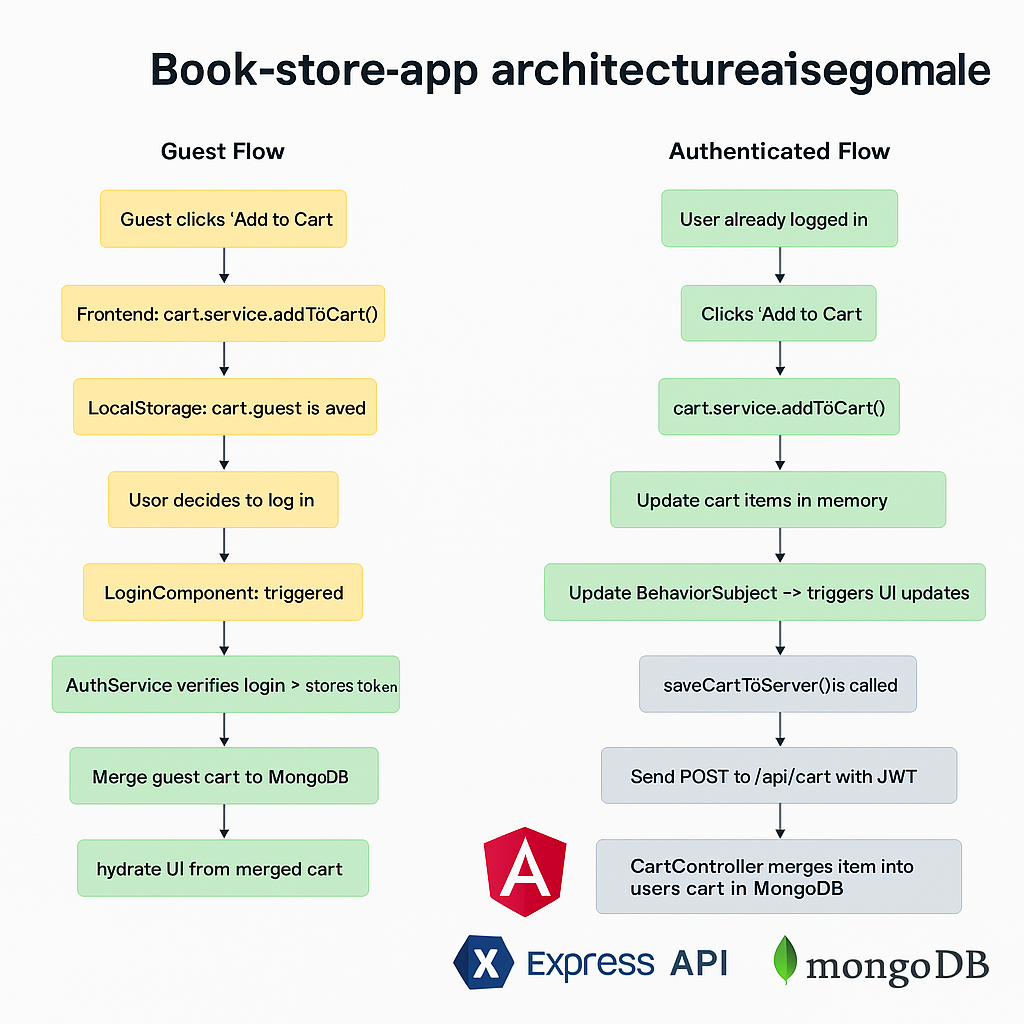 Book-store-app architectureaisegomale
Guest Flow
Guest clicks ‘Add to Cart
Frontend: cart.service.addTöCart()
LocalStorage: cart.guest is aved
Usor decides to log in
LoginComponent: triggered
AuthService verifies login > stores token
Merge guest cart to MongoDB
hydrate UI from merged cart
Authenticated Flow
User already logged in
Clicks ‘Add to Cart
cart.service.addTöCart()
Update cart items in memory
Update BehaviorSubject –> triggers UI updates
saveCartTöServer()is called
Send POST to /api/cart with JWT
CartController merges item into
users cart in MongoDB
A
X Express API
mongoDB